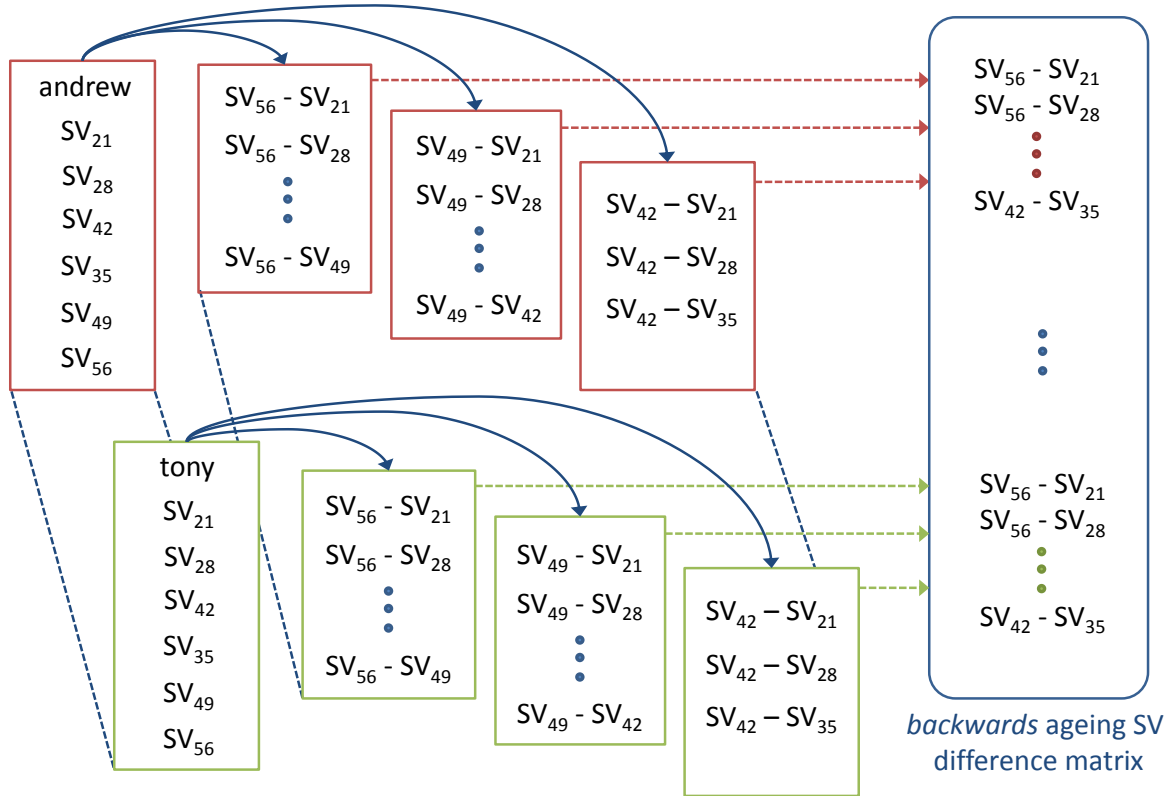 andrew
SV₂₁
SV₂₈
SV₄₂
SV₃₅
SV₄₉
SV₅₆
SV₅₆ - SV₂₁
SV₅₆ - SV₂₈
SV₅₆ - SV₄₉
SV₄₉ - SV₂₁
SV₄₉ - SV₂₈
SV₄₉ - SV₄₂
SV₄₂ – SV₂₁
SV₄₂ – SV₂₈
SV₄₂ – SV₃₅
tony
SV₂₁
SV₂₈
SV₄₂
SV₃₅
SV₄₉
SV₅₆
SV₅₆ - SV₂₁
SV₅₆ - SV₂₈
SV₅₆ - SV₄₉
SV₄₉ - SV₂₁
SV₄₉ - SV₂₈
SV₄₉ - SV₄₂
SV₄₂ – SV₂₁
SV₄₂ – SV₂₈
SV₄₂ – SV₃₅
SV₅₆ - SV₂₁
SV₅₆ - SV₂₈
SV₄₂ - SV₃₅
SV₅₆ - SV₂₁
SV₅₆ - SV₂₈
SV₄₂ - SV₃₅
backwards ageing SV
difference matrix